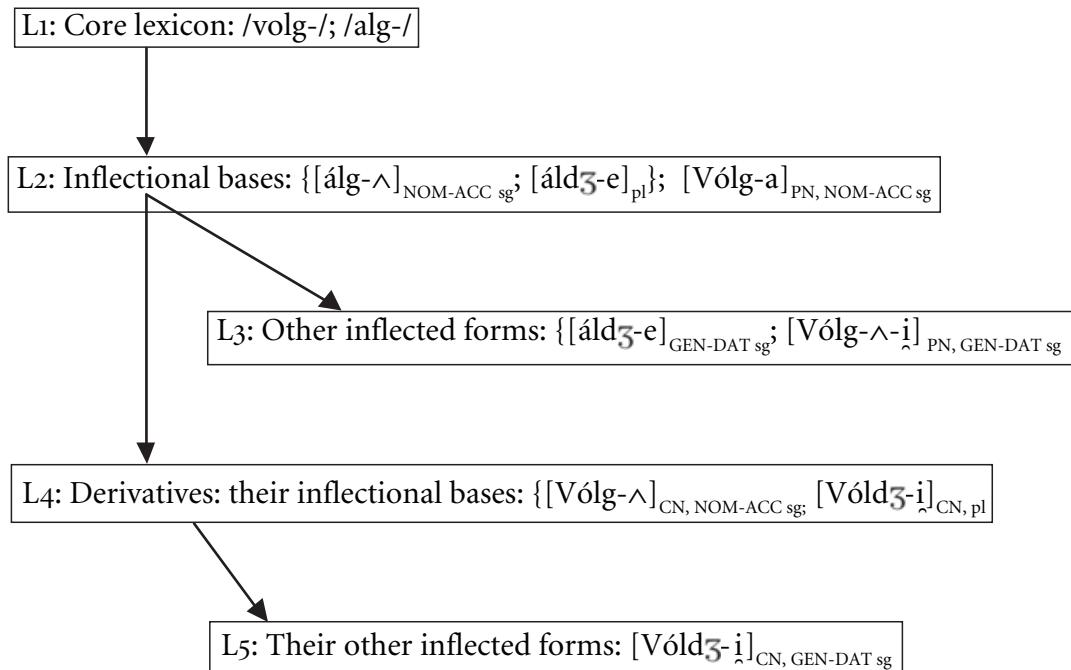 L1: Core lexicon: /volg-/; /alg-/
L2: Inflectional bases: {[álg-ʌ]NOM-ACC sg; [áldʒ-e]pl}; [Vólg-a]PN, NOM-ACC sg
L3: Other inflected forms: {[áldʒ-e]GEN-DAT sg; [Vólg-ʌ-i̯]PN, GEN-DAT sg
L4: Derivatives: their inflectional bases: {[Vólg-ʌ]CN, NOM-ACC sg; [Vóldʒ-i̯]CN, pl
L5: Their other inflected forms: [Vóldʒ-i̯]CN, GEN-DAT sg